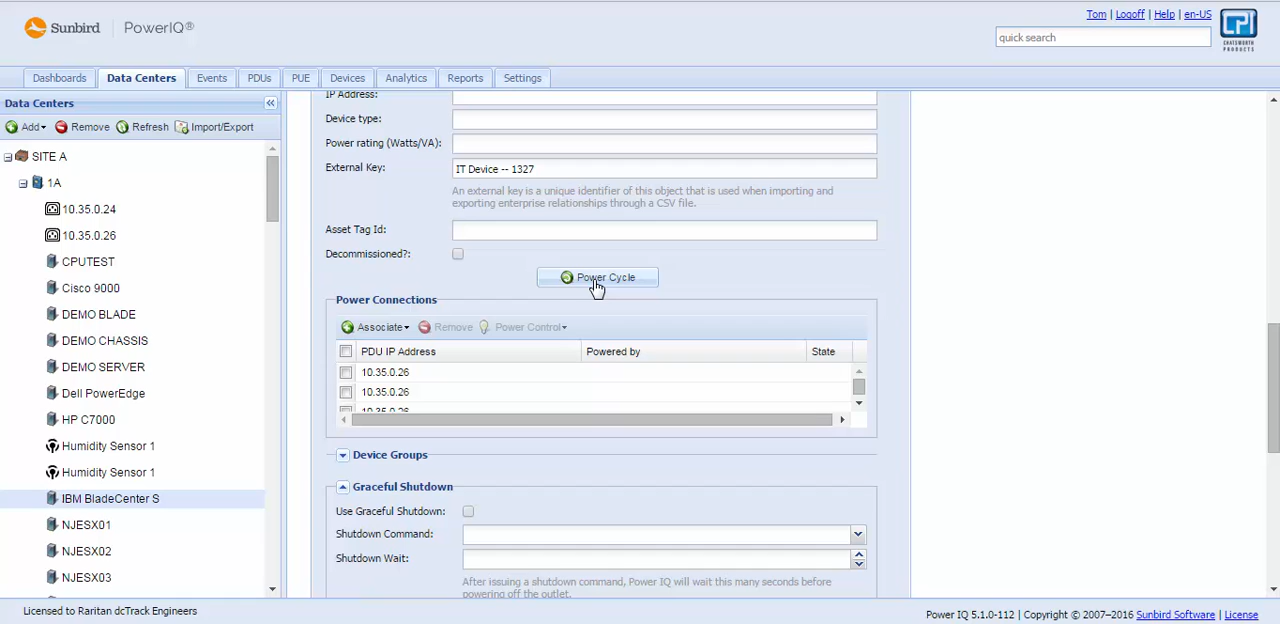 Tom | Logoff | Help | en-US
Sunbird PowerIQ®
quick search
CPI
CHATSWORTH
PRODUCTS
Dashboards Data Centers Events PDUs PUE Devices Analytics Reports Settings
Data Centers
Add Remove Refresh Import/Export
SITE A
1A
10.35.0.24
10.35.0.26
CPUTEST
Cisco 9000
DEMO BLADE
DEMO CHASSIS
DEMO SERVER
Dell PowerEdge
HP C7000
Humidity Sensor 1
Humidity Sensor 1
IBM BladeCenter S
NJESX01
NJESX02
NJESX03
IP Address:
Device type:
Power rating (Watts/VA):
External Key: IT Device -- 1327
An external key is a unique identifier of this object that is used when importing and
exporting enterprise relationships through a CSV file.
Asset Tag Id:
Decommissioned?:
Power Cycle
Power Connections
Associate Remove Power Control
PDU IP Address Powered by State
10.35.0.26
10.35.0.26
10.35.0.26
Device Groups
Graceful Shutdown
Use Graceful Shutdown:
Shutdown Command:
Shutdown Wait:
After issuing a shutdown command, Power IQ will wait this many seconds before
powering off the outlet.
Licensed to Raritan dcTrack Engineers
Power IQ 5.1.0-112 | Copyright © 2007–2016 Sunbird Software | License